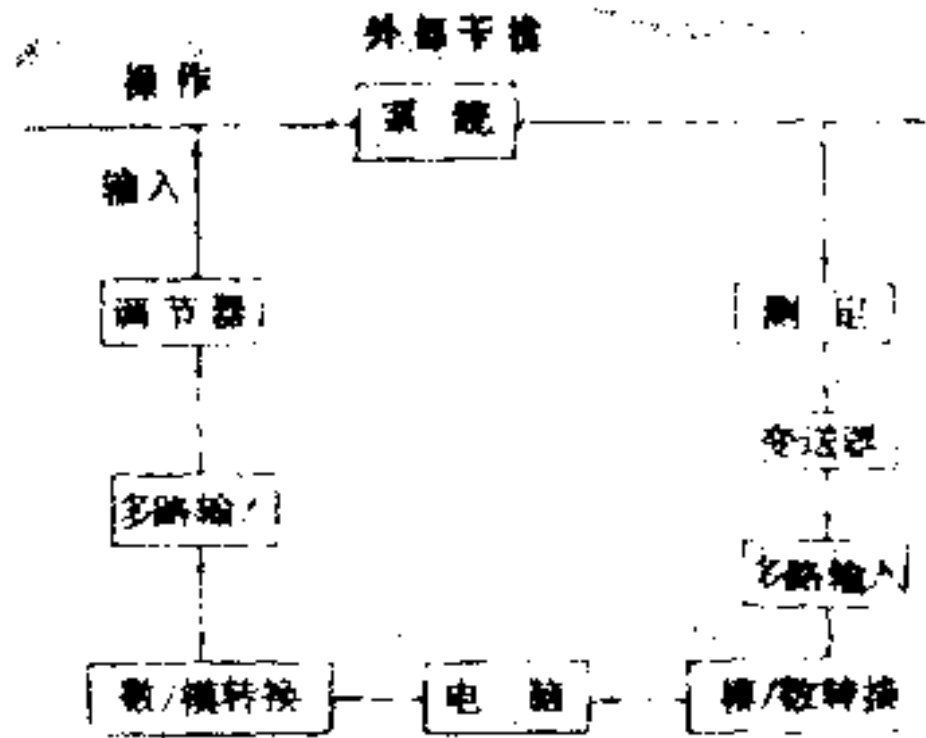 外部干扰
操作
系统
输入
调节器
测定
变送器
多路输
多路输入
数/模转换
电脑
模/数转换